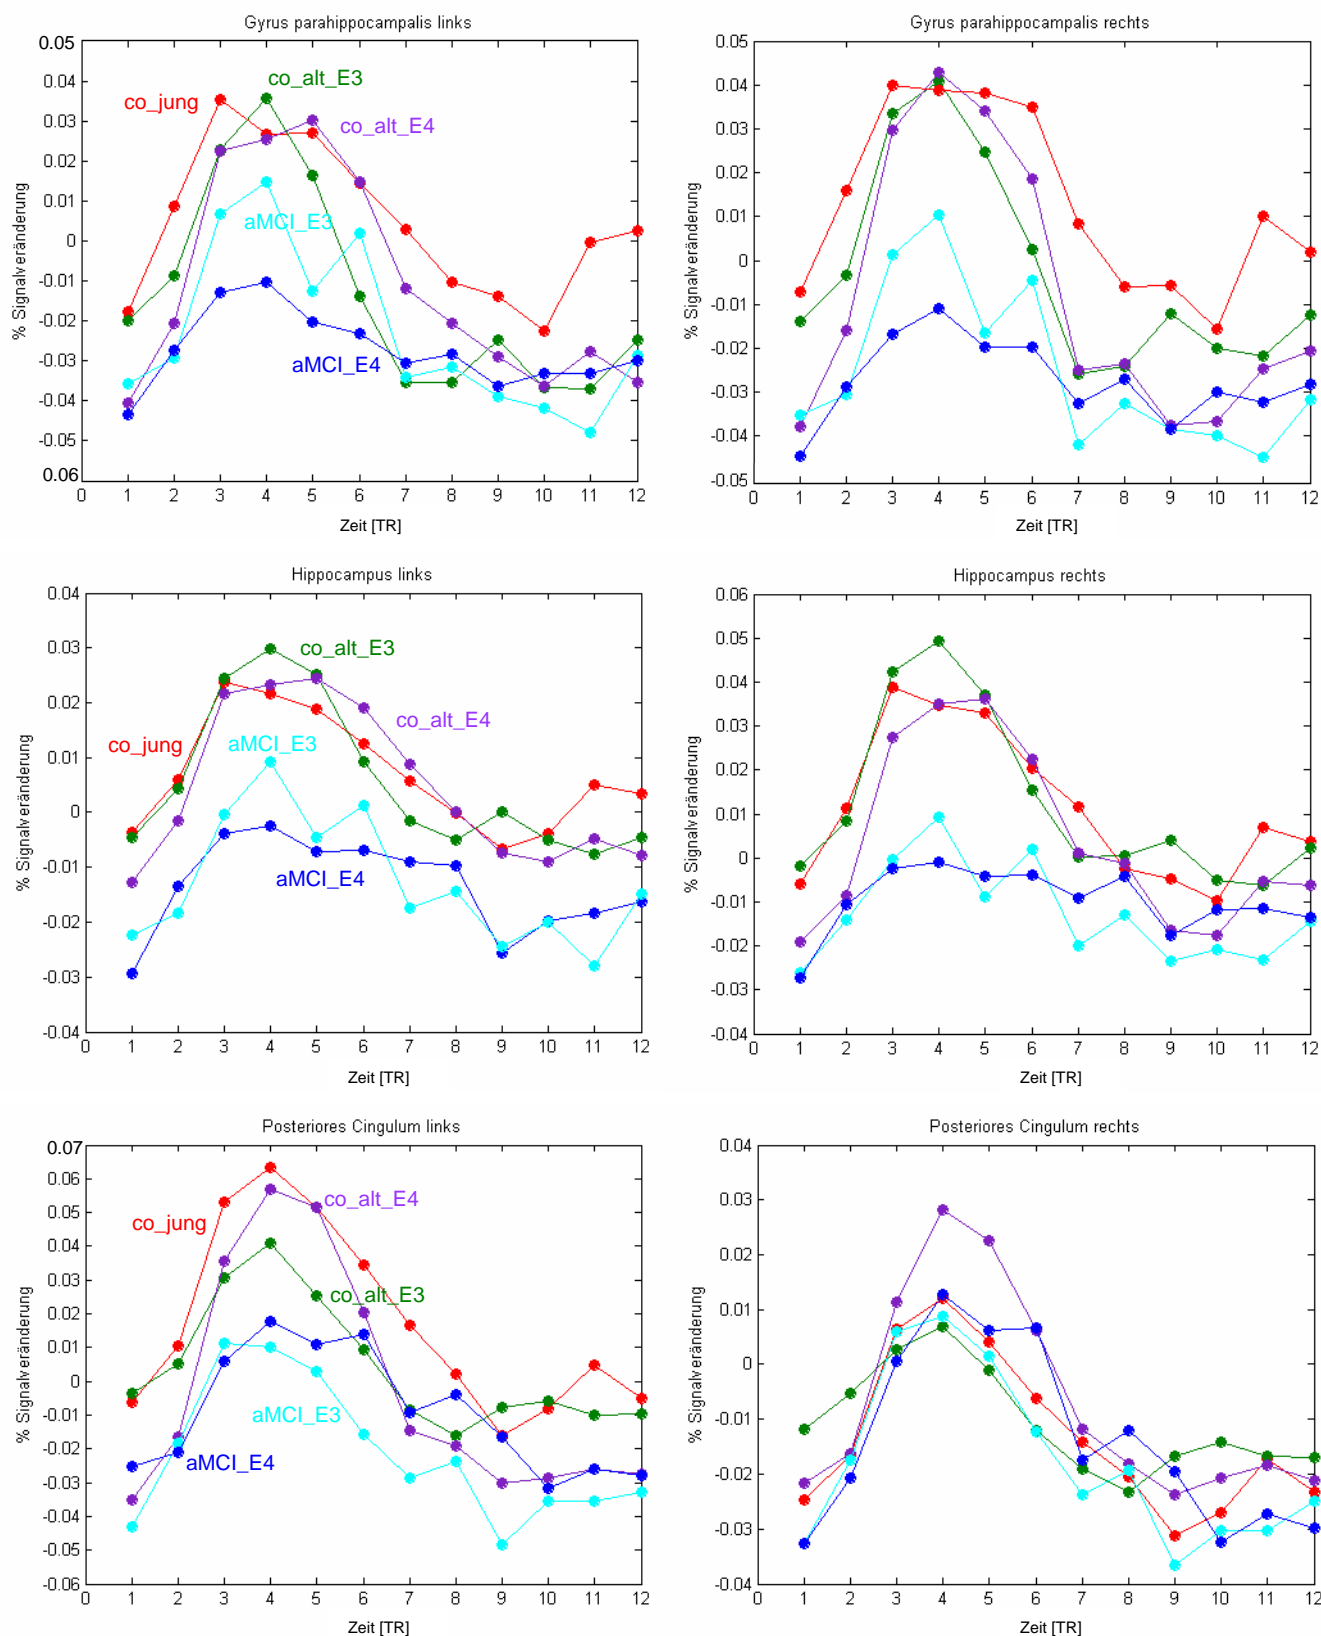 Gyrus parahippocampalis links
0.05
0.04
0.03
0.02
0.01
0
-0.01
-0.02
-0.03
-0.04
-0.05
0.06
% Signalveränderung
co_jung
co_alt_E3
co_alt_E4
aMCI_E3
aMCI_E4
0 1 2 3 4 5 6 7 8 9 10 11 12
Zeit [TR]
Gyrus parahippocampalis rechts
0.05
0.04
0.03
0.02
0.01
0
-0.01
-0.02
-0.03
-0.04
-0.05
% Signalveränderung
0 1 2 3 4 5 6 7 8 9 10 11 12
Zeit [TR]
Hippocampus links
0.04
0.03
0.02
0.01
0
-0.01
-0.02
-0.03
-0.04
% Signalveränderung
co_alt_E3
co_alt_E4
co_jung
aMCI_E3
aMCI_E4
0 1 2 3 4 5 6 7 8 9 10 11 12
Zeit [TR]
Hippocampus rechts
0.06
0.05
0.04
0.03
0.02
0.01
0
-0.01
-0.02
-0.03
-0.04
% Signalveränderung
0 1 2 3 4 5 6 7 8 9 10 11 12
Zeit [TR]
Posteriores Cingulum links
0.07
0.06
0.05
0.04
0.03
0.02
0.01
0
-0.01
-0.02
-0.03
-0.04
-0.05
-0.06
% Signalveränderung
co_alt_E4
co_jung
co_alt_E3
aMCI_E3
aMCI_E4
0 1 2 3 4 5 6 7 8 9 10 11 12
Zeit [TR]
Posteriores Cingulum rechts
0.04
0.03
0.02
0.01
0
-0.01
-0.02
-0.03
-0.04
% Signalveränderung
0 1 2 3 4 5 6 7 8 9 10 11 12
Zeit [TR]